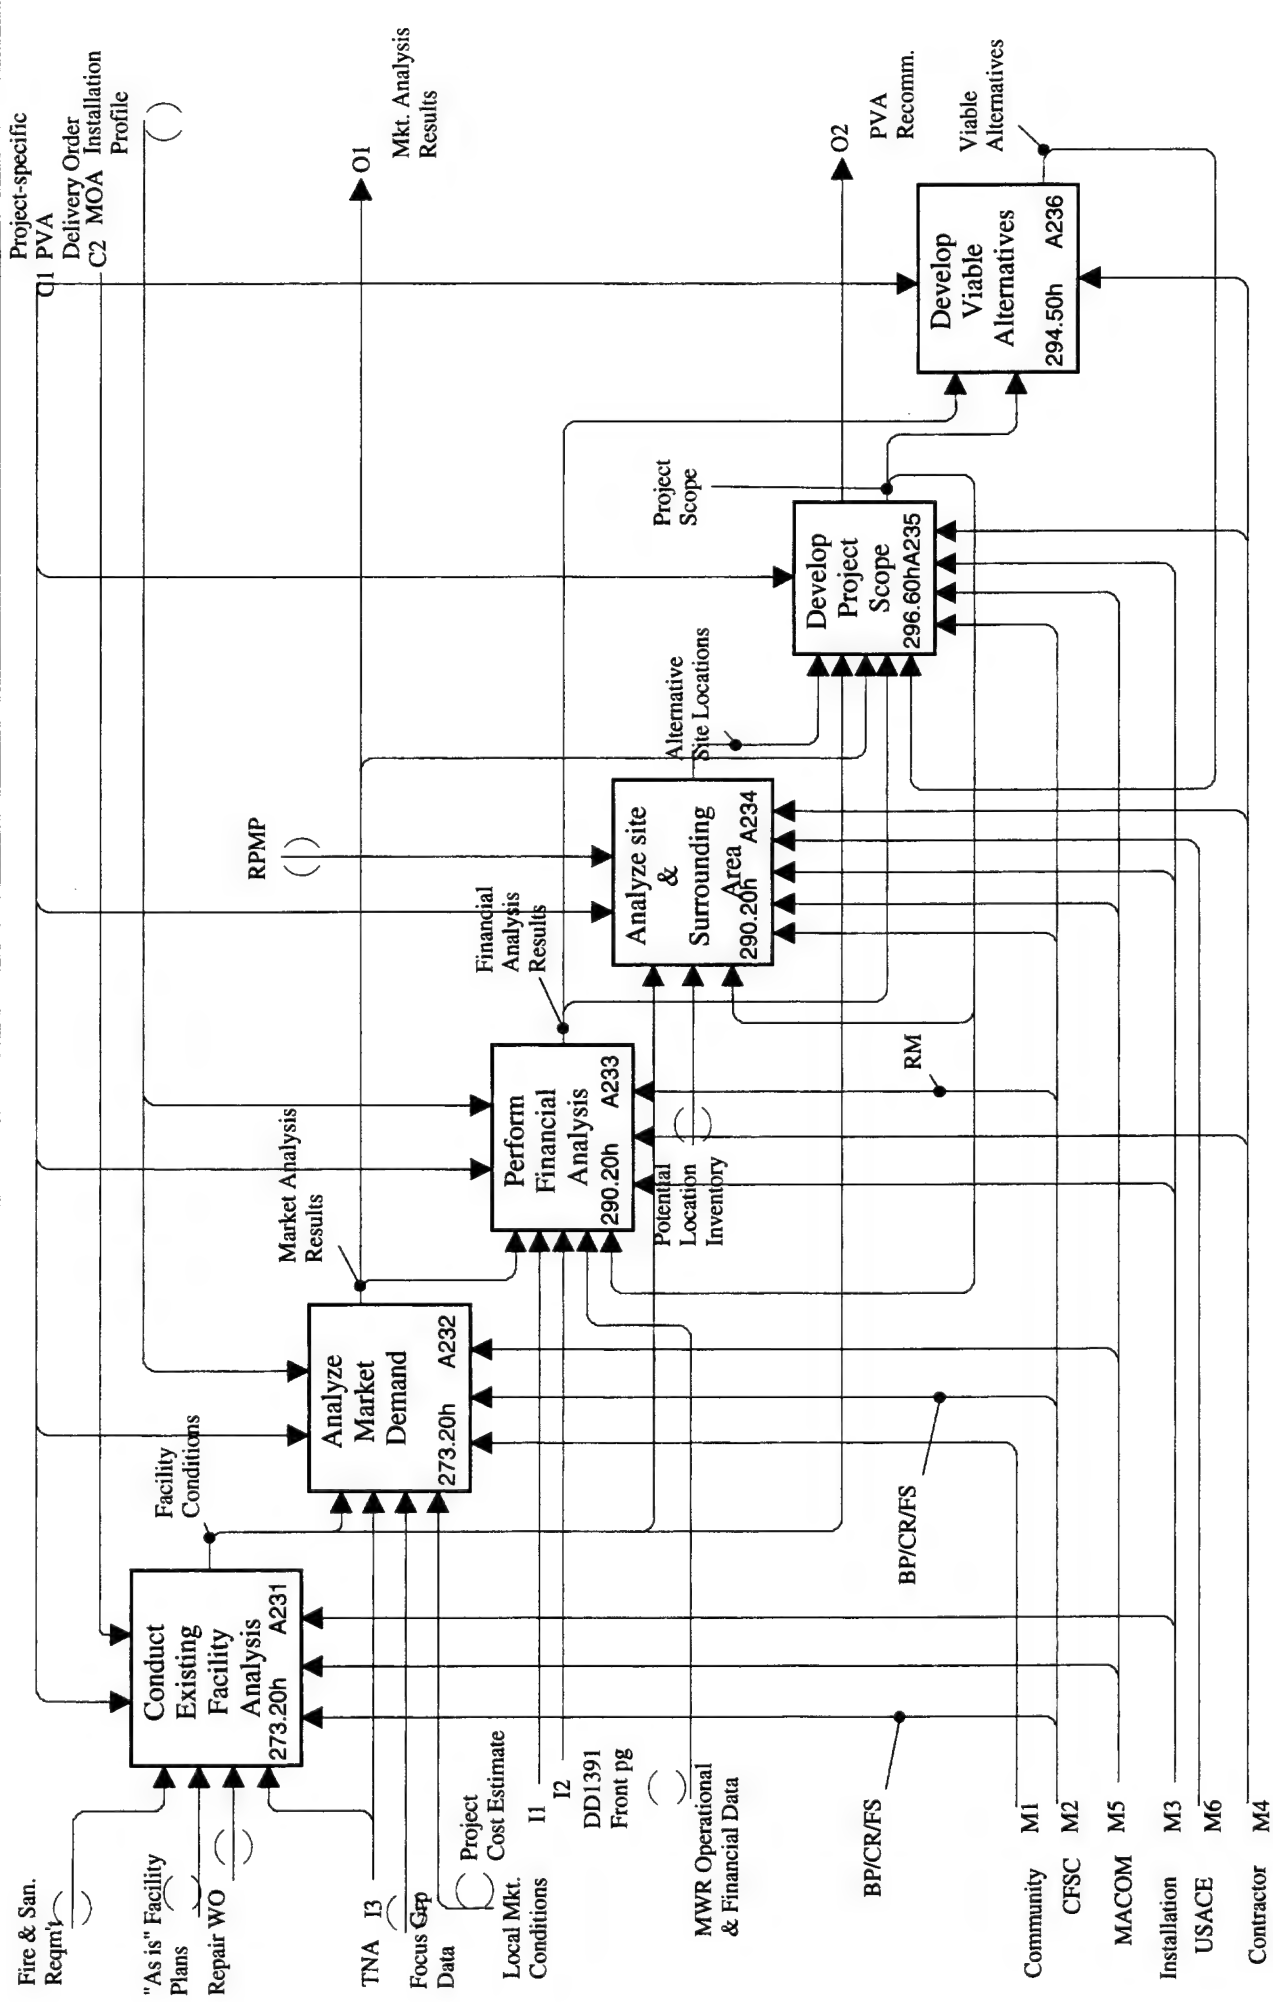 Project-specific
C1 PVA
Delivery Order
C2 MOA
Installation
Profile
O1
Mkt. Analysis
Results
O2
PVA
Recomm.
Viable
Alternatives
RPMP
Fire & San.
Reqm't
"As is" Facility
Plans
Repair WO
TNA I3
Focus Grp
Data
Local Mkt.
Conditions
Project
Cost Estimate
I1
I2
DD1391
Front pg
MWR Operational
& Financial Data
Conduct
Existing
Facility
Analysis
273.20h A231
Facility
Conditions
Analyze
Market
Demand
273.20h A232
Market Analysis
Results
Perform
Financial
Analysis
290.20h A233
Financial
Analysis
Results
Potential
Location
Inventory
Analyze site
&
Surrounding
Area
290.20h A234
Alternative
Site Locations
Develop
Project
Scope
296.60hA235
Project
Scope
Develop
Viable
Alternatives
294.50h A236
RM
BP/CR/FS
BP/CR/FS
Community M1
CFSC M2
MACOM M5
Installation M3
USACE M6
Contractor M4